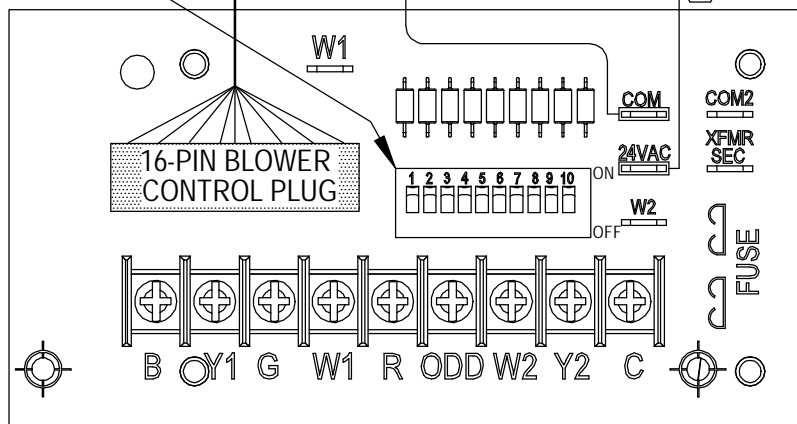 W1
COM
COM2
16-PIN BLOWER
CONTROL PLUG
24VAC
XFMR
SEC
1 2 3 4 5 6 7 8 9 10
ON
OFF
W2
FUSE
B Y1 G W1 R ODD W2 Y2 C